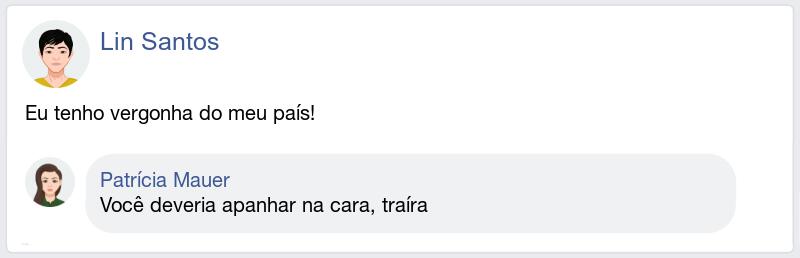 Lin Santos
Eu tenho vergonha do meu país!
Patrícia Mauer
Você deveria apanhar na cara, traíra